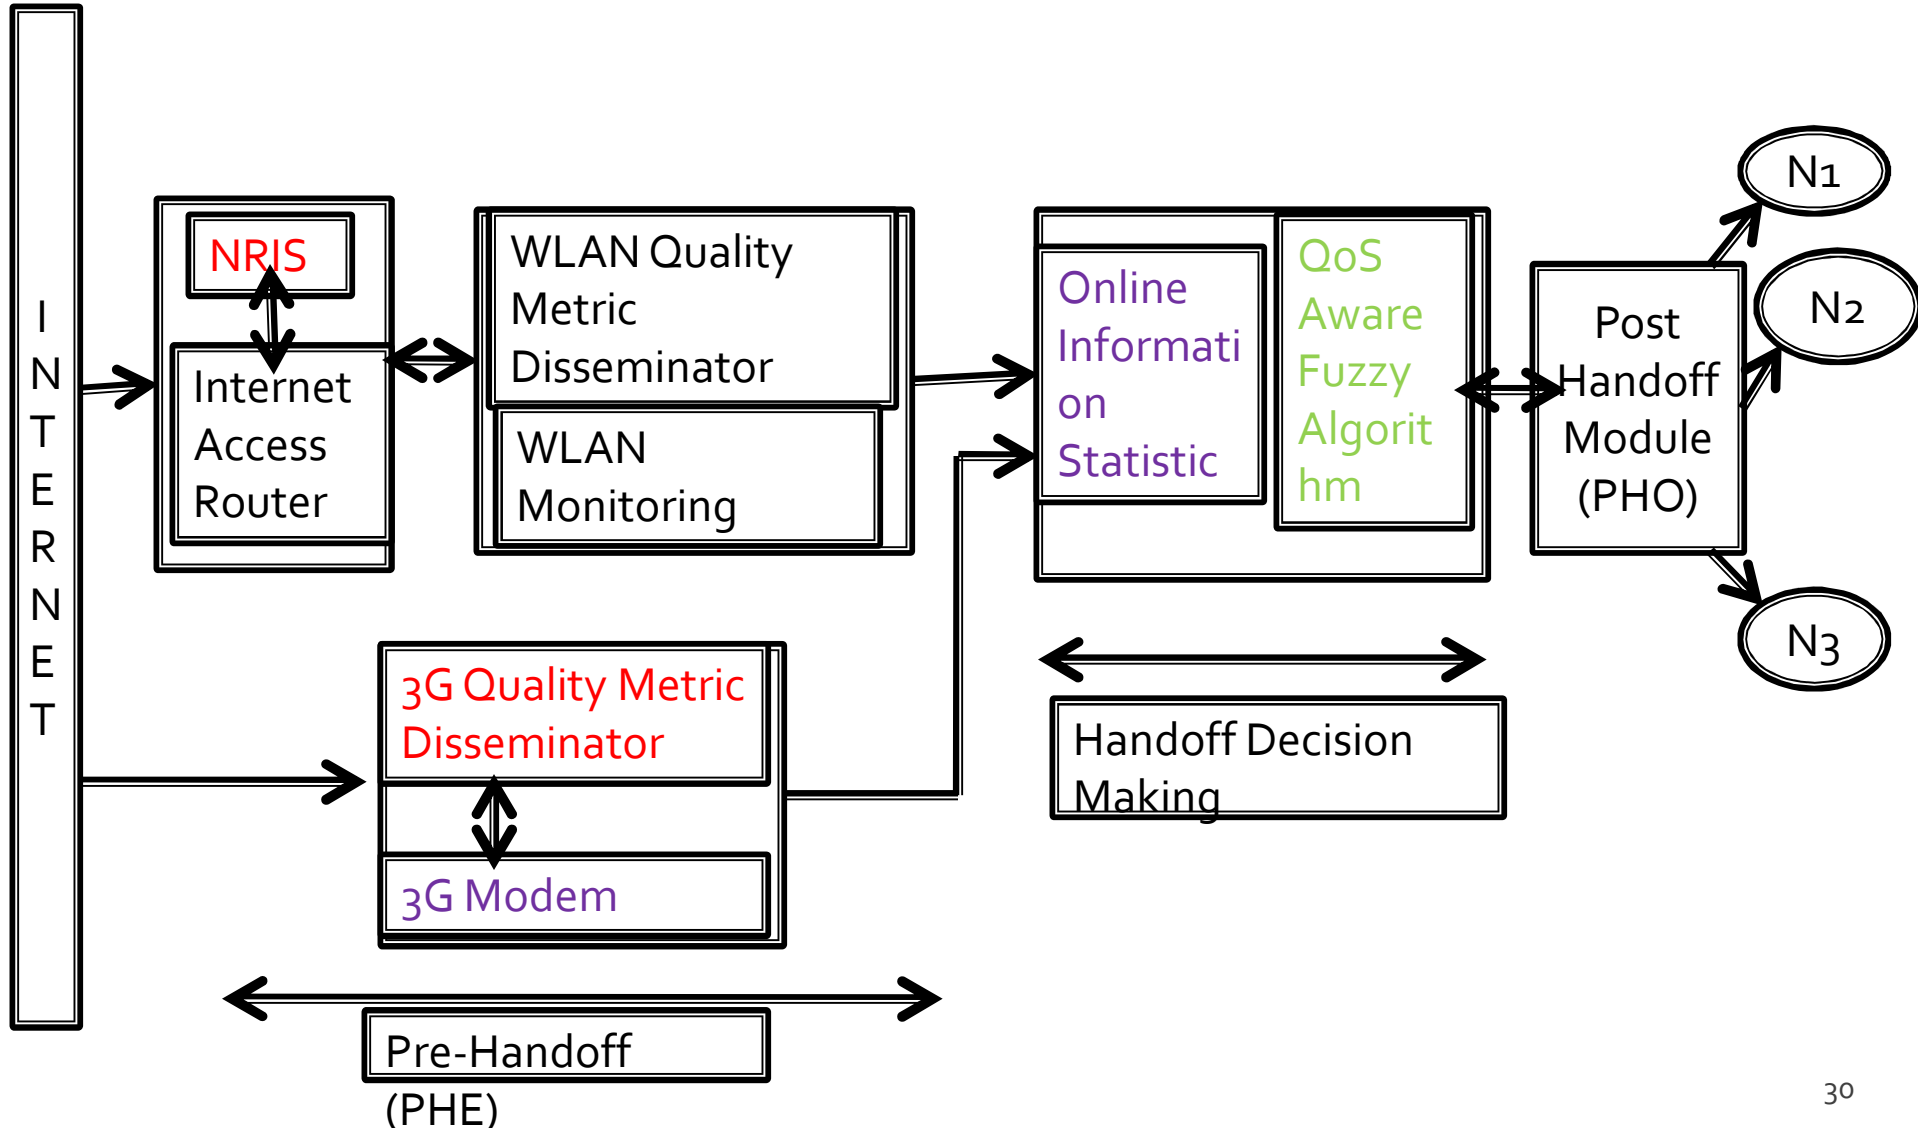 I
N
T
E
R
N
E
T
NRIS
Internet
Access
Router
WLAN Quality
Metric
Disseminator
WLAN
Monitoring
Online
Informati
on
Statistic
QoS
Aware
Fuzzy
Algorit
hm
Post
Handoff
Module
(PHO)
N1
N2
N3
3G Quality Metric
Disseminator
3G Modem
Handoff Decision
Making
Pre-Handoff
(PHE)
30